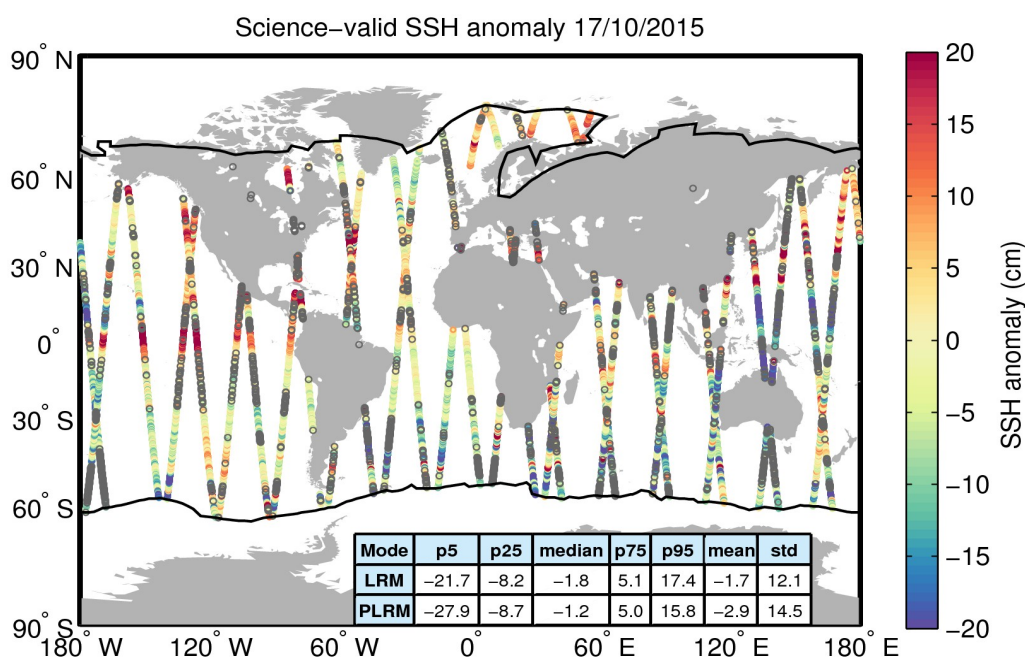 Science−valid SSH anomaly 17/10/2015
90° N
60° N
30° N
0°
30° S
60° S
90° S
180° W
120° W
60° W
0°
60° E
120° E
180° E
Mode p5 p25 median p75 p95 mean std
LRM −21.7 −8.2 −1.8 5.1 17.4 −1.7 12.1
PLRM −27.9 −8.7 −1.2 5.0 15.8 −2.9 14.5
20
15
10
5
0
−5
−10
−15
−20
SSH anomaly (cm)